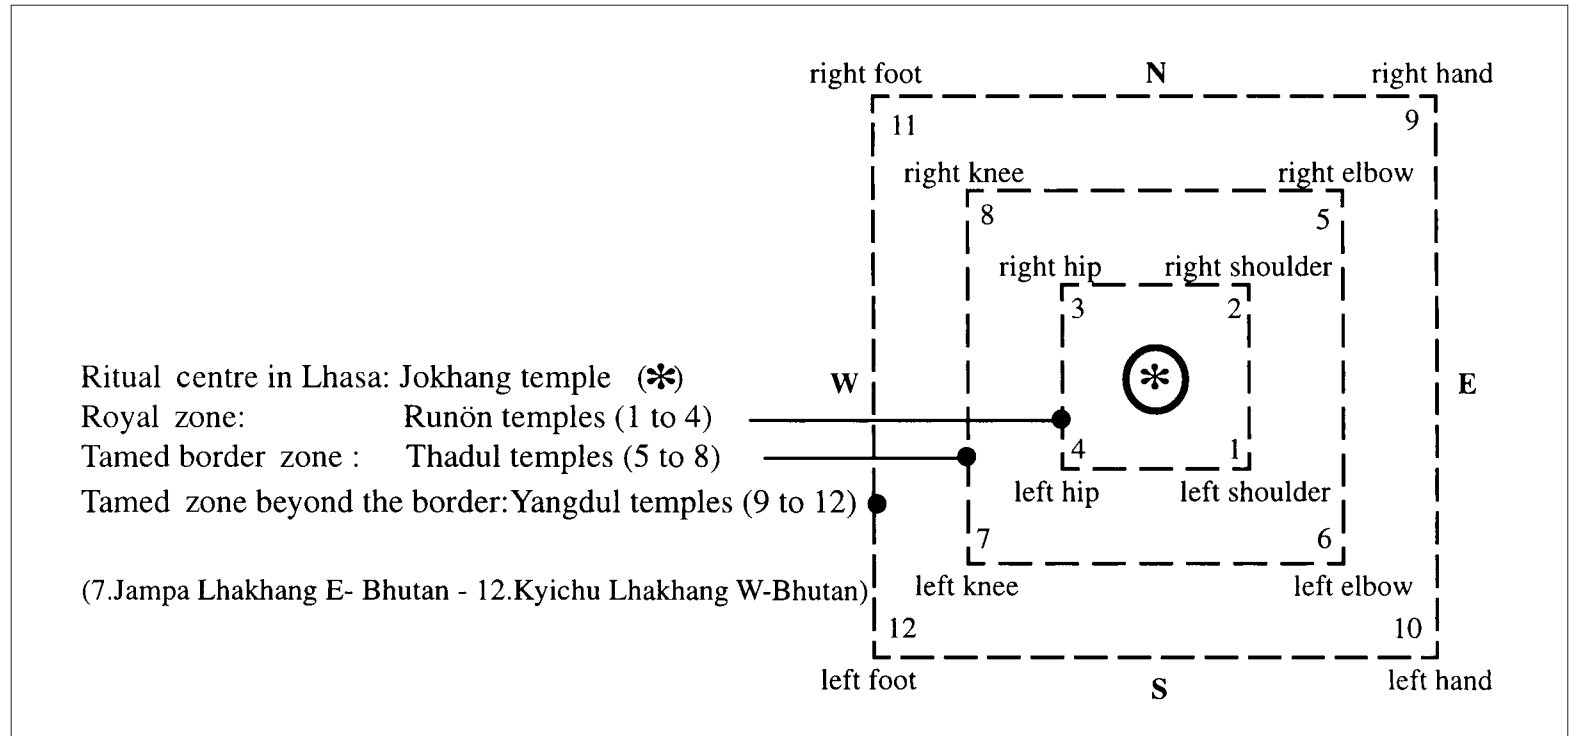 right foot N right hand
11 9
right knee right elbow
8 5
right hip right shoulder
3 2
Ritual centre in Lhasa: Jokhang temple (✻) W ✻ E
Royal zone: Runön temples (1 to 4)
Tamed border zone : Thadul temples (5 to 8) 4 1
left hip left shoulder
Tamed zone beyond the border: Yangdul temples (9 to 12)
7 6
(7.Jampa Lhakhang E- Bhutan - 12.Kyichu Lhakhang W-Bhutan) left knee left elbow
12 10
left foot S left hand